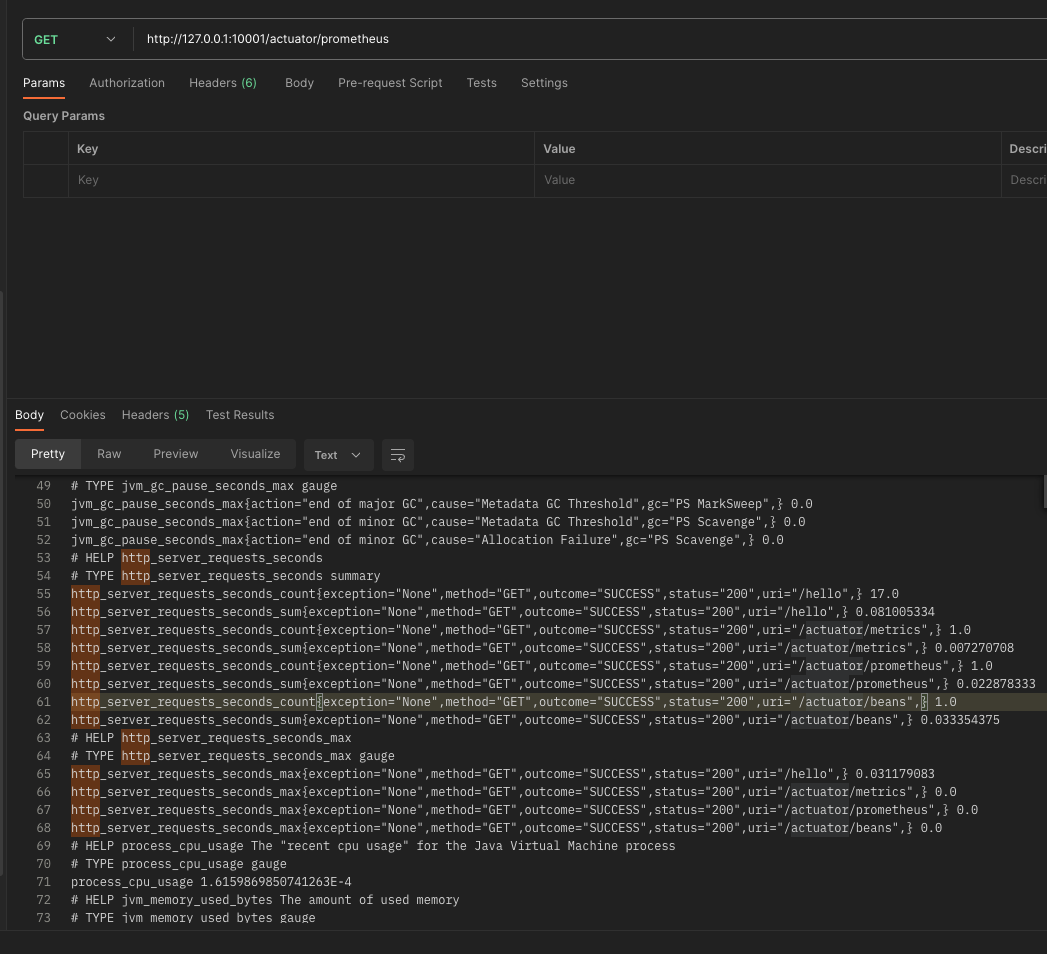 GET http://127.0.0.1:10001/actuator/prometheus
Params Authorization Headers (6) Body Pre-request Script Tests Settings
Query Params
Key Value Descri
Key Value Descri
Body Cookies Headers (5) Test Results
Pretty Raw Preview Visualize Text
49 # TYPE jvm_gc_pause_seconds_max gauge
50 jvm_gc_pause_seconds_max{action="end of major GC",cause="Metadata GC Threshold",gc="PS MarkSweep",} 0.0
51 jvm_gc_pause_seconds_max{action="end of minor GC",cause="Metadata GC Threshold",gc="PS Scavenge",} 0.0
52 jvm_gc_pause_seconds_max{action="end of minor GC",cause="Allocation Failure",gc="PS Scavenge",} 0.0
53 # HELP http_server_requests_seconds
54 # TYPE http_server_requests_seconds summary
55 http_server_requests_seconds_count{exception="None",method="GET",outcome="SUCCESS",status="200",uri="/hello",} 17.0
56 http_server_requests_seconds_sum{exception="None",method="GET",outcome="SUCCESS",status="200",uri="/hello",} 0.081005334
57 http_server_requests_seconds_count{exception="None",method="GET",outcome="SUCCESS",status="200",uri="/actuator/metrics",} 1.0
58 http_server_requests_seconds_sum{exception="None",method="GET",outcome="SUCCESS",status="200",uri="/actuator/metrics",} 0.007270708
59 http_server_requests_seconds_count{exception="None",method="GET",outcome="SUCCESS",status="200",uri="/actuator/prometheus",} 1.0
60 http_server_requests_seconds_sum{exception="None",method="GET",outcome="SUCCESS",status="200",uri="/actuator/prometheus",} 0.022878333
61 http_server_requests_seconds_count{exception="None",method="GET",outcome="SUCCESS",status="200",uri="/actuator/beans",} 1.0
62 http_server_requests_seconds_sum{exception="None",method="GET",outcome="SUCCESS",status="200",uri="/actuator/beans",} 0.033354375
63 # HELP http_server_requests_seconds_max
64 # TYPE http_server_requests_seconds_max gauge
65 http_server_requests_seconds_max{exception="None",method="GET",outcome="SUCCESS",status="200",uri="/hello",} 0.031179083
66 http_server_requests_seconds_max{exception="None",method="GET",outcome="SUCCESS",status="200",uri="/actuator/metrics",} 0.0
67 http_server_requests_seconds_max{exception="None",method="GET",outcome="SUCCESS",status="200",uri="/actuator/prometheus",} 0.0
68 http_server_requests_seconds_max{exception="None",method="GET",outcome="SUCCESS",status="200",uri="/actuator/beans",} 0.0
69 # HELP process_cpu_usage The "recent cpu usage" for the Java Virtual Machine process
70 # TYPE process_cpu_usage gauge
71 process_cpu_usage 1.6159869850741263E-4
72 # HELP jvm_memory_used_bytes The amount of used memory
73 # TYPE jvm_memory_used_bytes gauge